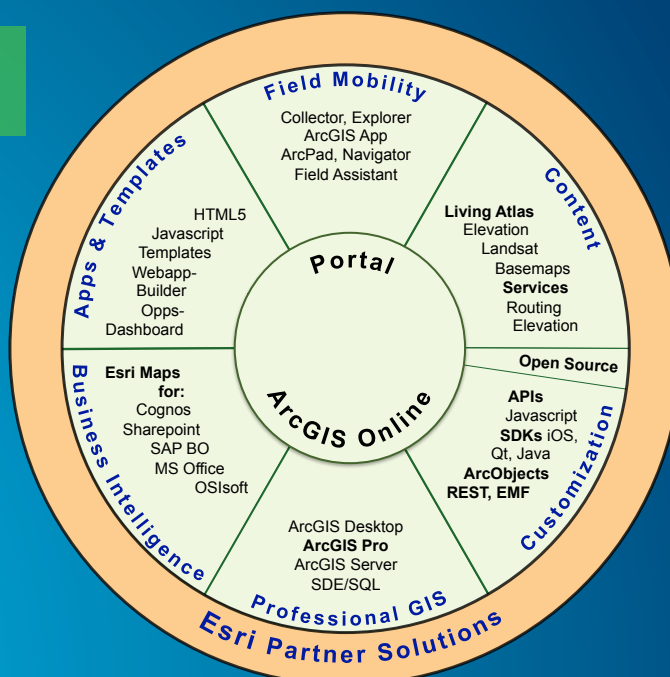 Field Mobility
Collector, Explorer
ArcGIS App
ArcPad, Navigator
Field Assistant
Content
Living Atlas
Elevation
Landsat
Basemaps
Services
Routing
Elevation
Open Source
Customization
APIs
Javascript
SDKs iOS,
Qt, Java
ArcObjects
REST, EMF
Professional GIS
ArcGIS Desktop
ArcGIS Pro
ArcGIS Server
SDE/SQL
Business Intelligence
Esri Maps
for:
Cognos
Sharepoint
SAP BO
MS Office
OSIsoft
Apps & Templates
HTML5
Javascript
Templates
Webapp-
Builder
Opps-
Dashboard
Portal
ArcGIS Online
Esri Partner Solutions